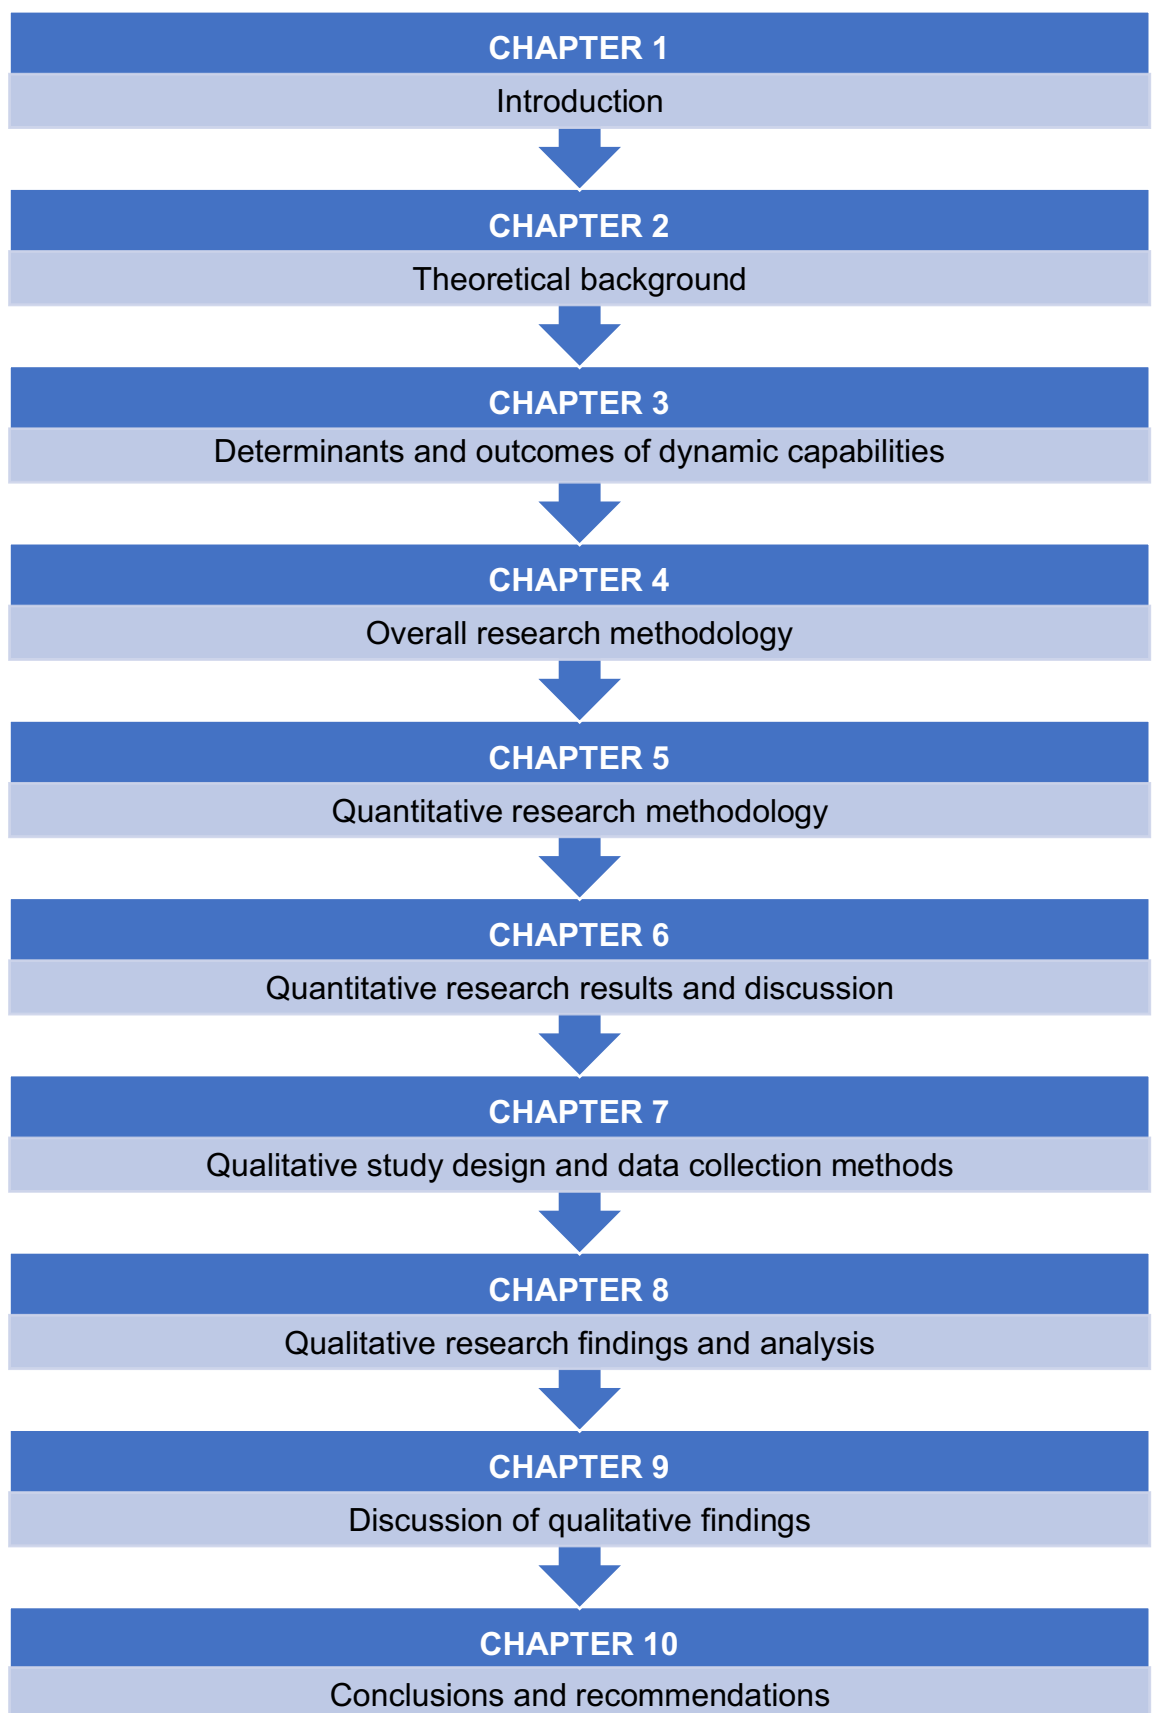 CHAPTER 1
Introduction
CHAPTER 2
Theoretical background
CHAPTER 3
Determinants and outcomes of dynamic capabilities
CHAPTER 4
Overall research methodology
CHAPTER 5
Quantitative research methodology
CHAPTER 6
Quantitative research results and discussion
CHAPTER 7
Qualitative study design and data collection methods
CHAPTER 8
Qualitative research findings and analysis
CHAPTER 9
Discussion of qualitative findings
CHAPTER 10
Conclusions and recommendations